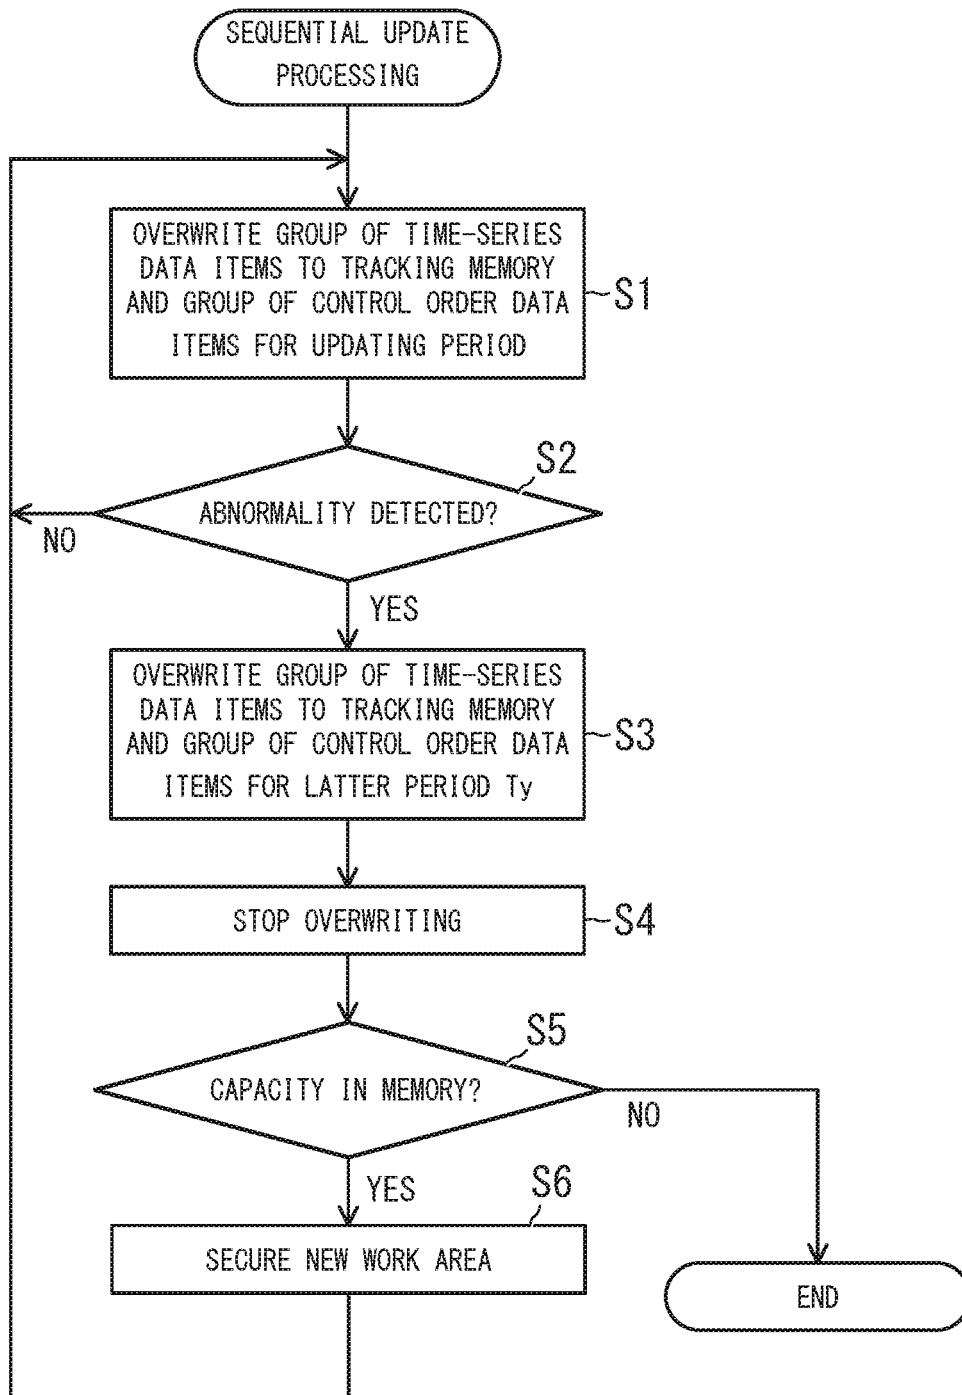 SEQUENTIAL UPDATE
PROCESSING
OVERWRITE GROUP OF TIME-SERIES
DATA ITEMS TO TRACKING MEMORY
AND GROUP OF CONTROL ORDER DATA
ITEMS FOR UPDATING PERIOD
S1
S2
ABNORMALITY DETECTED?
NO
YES
OVERWRITE GROUP OF TIME-SERIES
DATA ITEMS TO TRACKING MEMORY
AND GROUP OF CONTROL ORDER DATA
ITEMS FOR LATTER PERIOD Ty
S3
STOP OVERWRITING
S4
S5
CAPACITY IN MEMORY?
NO
YES
S6
SECURE NEW WORK AREA
END